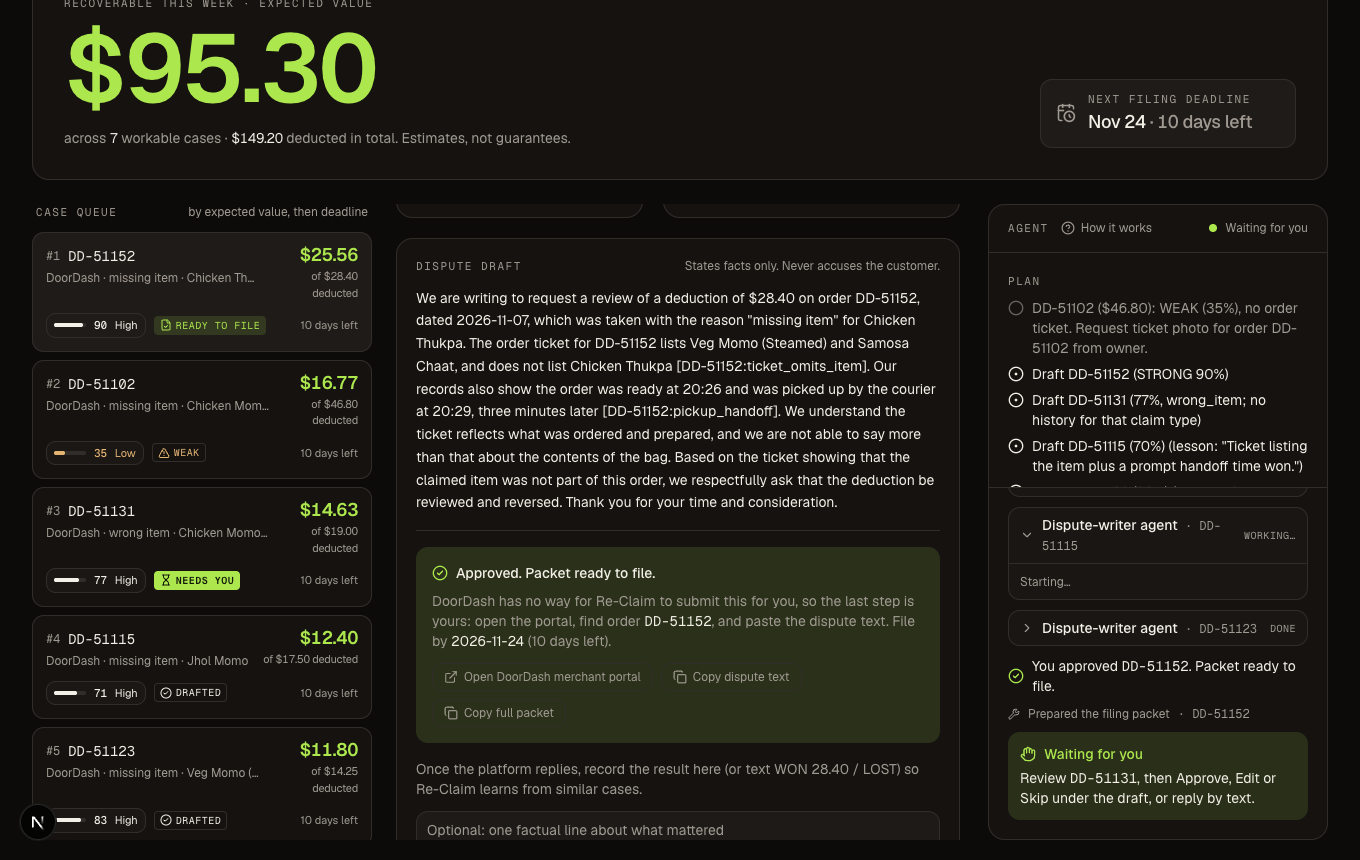 RECOVERABLE THIS WEEK · EXPECTED VALUE
$95.30
across 7 workable cases · $149.20 deducted in total. Estimates, not guarantees.
NEXT FILING DEADLINE
Nov 24 · 10 days left
CASE QUEUE
by expected value, then deadline
#1 DD-51152
$25.56
DoorDash · missing item · Chicken Th…
of $28.40
deducted
90 High
READY TO FILE
10 days left
#2 DD-51102
$16.77
DoorDash · missing item · Chicken Mom…
of $46.80
deducted
35 Low
WEAK
10 days left
#3 DD-51131
$14.63
DoorDash · wrong item · Chicken Momo…
of $19.00
deducted
77 High
NEEDS YOU
10 days left
#4 DD-51115
$12.40
DoorDash · missing item · Jhol Momo
of $17.50 deducted
71 High
DRAFTED
10 days left
#5 DD-51123
$11.80
DoorDash · missing item · Veg Momo (…
of $14.25
deducted
83 High
DRAFTED
10 days left
N
DISPUTE DRAFT
States facts only. Never accuses the customer.
We are writing to request a review of a deduction of $28.40 on order DD-51152,
dated 2026-11-07, which was taken with the reason "missing item" for Chicken
Thukpa. The order ticket for DD-51152 lists Veg Momo (Steamed) and Samosa
Chaat, and does not list Chicken Thukpa [DD-51152:ticket_omits_item]. Our
records also show the order was ready at 20:26 and was picked up by the courier
at 20:29, three minutes later [DD-51152:pickup_handoff]. We understand the
ticket reflects what was ordered and prepared, and we are not able to say more
than that about the contents of the bag. Based on the ticket showing that the
claimed item was not part of this order, we respectfully ask that the deduction be
reviewed and reversed. Thank you for your time and consideration.
Approved. Packet ready to file.
DoorDash has no way for Re-Claim to submit this for you, so the last step is
yours: open the portal, find order DD-51152, and paste the dispute text. File
by 2026-11-24 (10 days left).
Open DoorDash merchant portal
Copy dispute text
Copy full packet
Once the platform replies, record the result here (or text WON 28.40 / LOST) so
Re-Claim learns from similar cases.
Optional: one factual line about what mattered
AGENT
How it works
Waiting for you
PLAN
DD-51102 ($46.80): WEAK (35%), no order
ticket. Request ticket photo for order DD-
51102 from owner.
Draft DD-51152 (STRONG 90%)
Draft DD-51131 (77%, wrong_item; no
history for that claim type)
Draft DD-51115 (70%) (lesson: "Ticket listing
the item plus a prompt handoff time won.")
Dispute-writer agent · DD-
51115
WORKING…
Starting…
Dispute-writer agent · DD-51123
DONE
You approved DD-51152. Packet ready to
file.
Prepared the filing packet · DD-51152
Waiting for you
Review DD-51131, then Approve, Edit or
Skip under the draft, or reply by text.